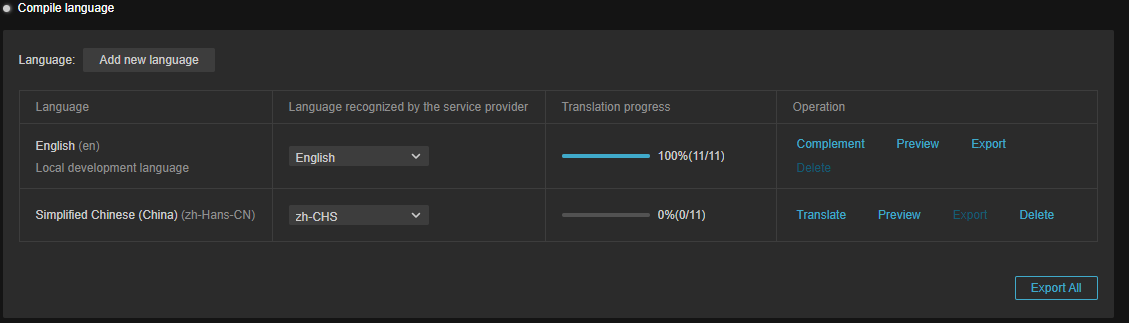 Compile language
Language: Add new language
Language Language recognized by the service provider Translation progress Operation
English (en) English 100%(11/11) Complement Preview Export
Local development language Delete
Simplified Chinese (China) (zh-Hans-CN) zh-CHS 0%(0/11) Translate Preview Export Delete
Export All